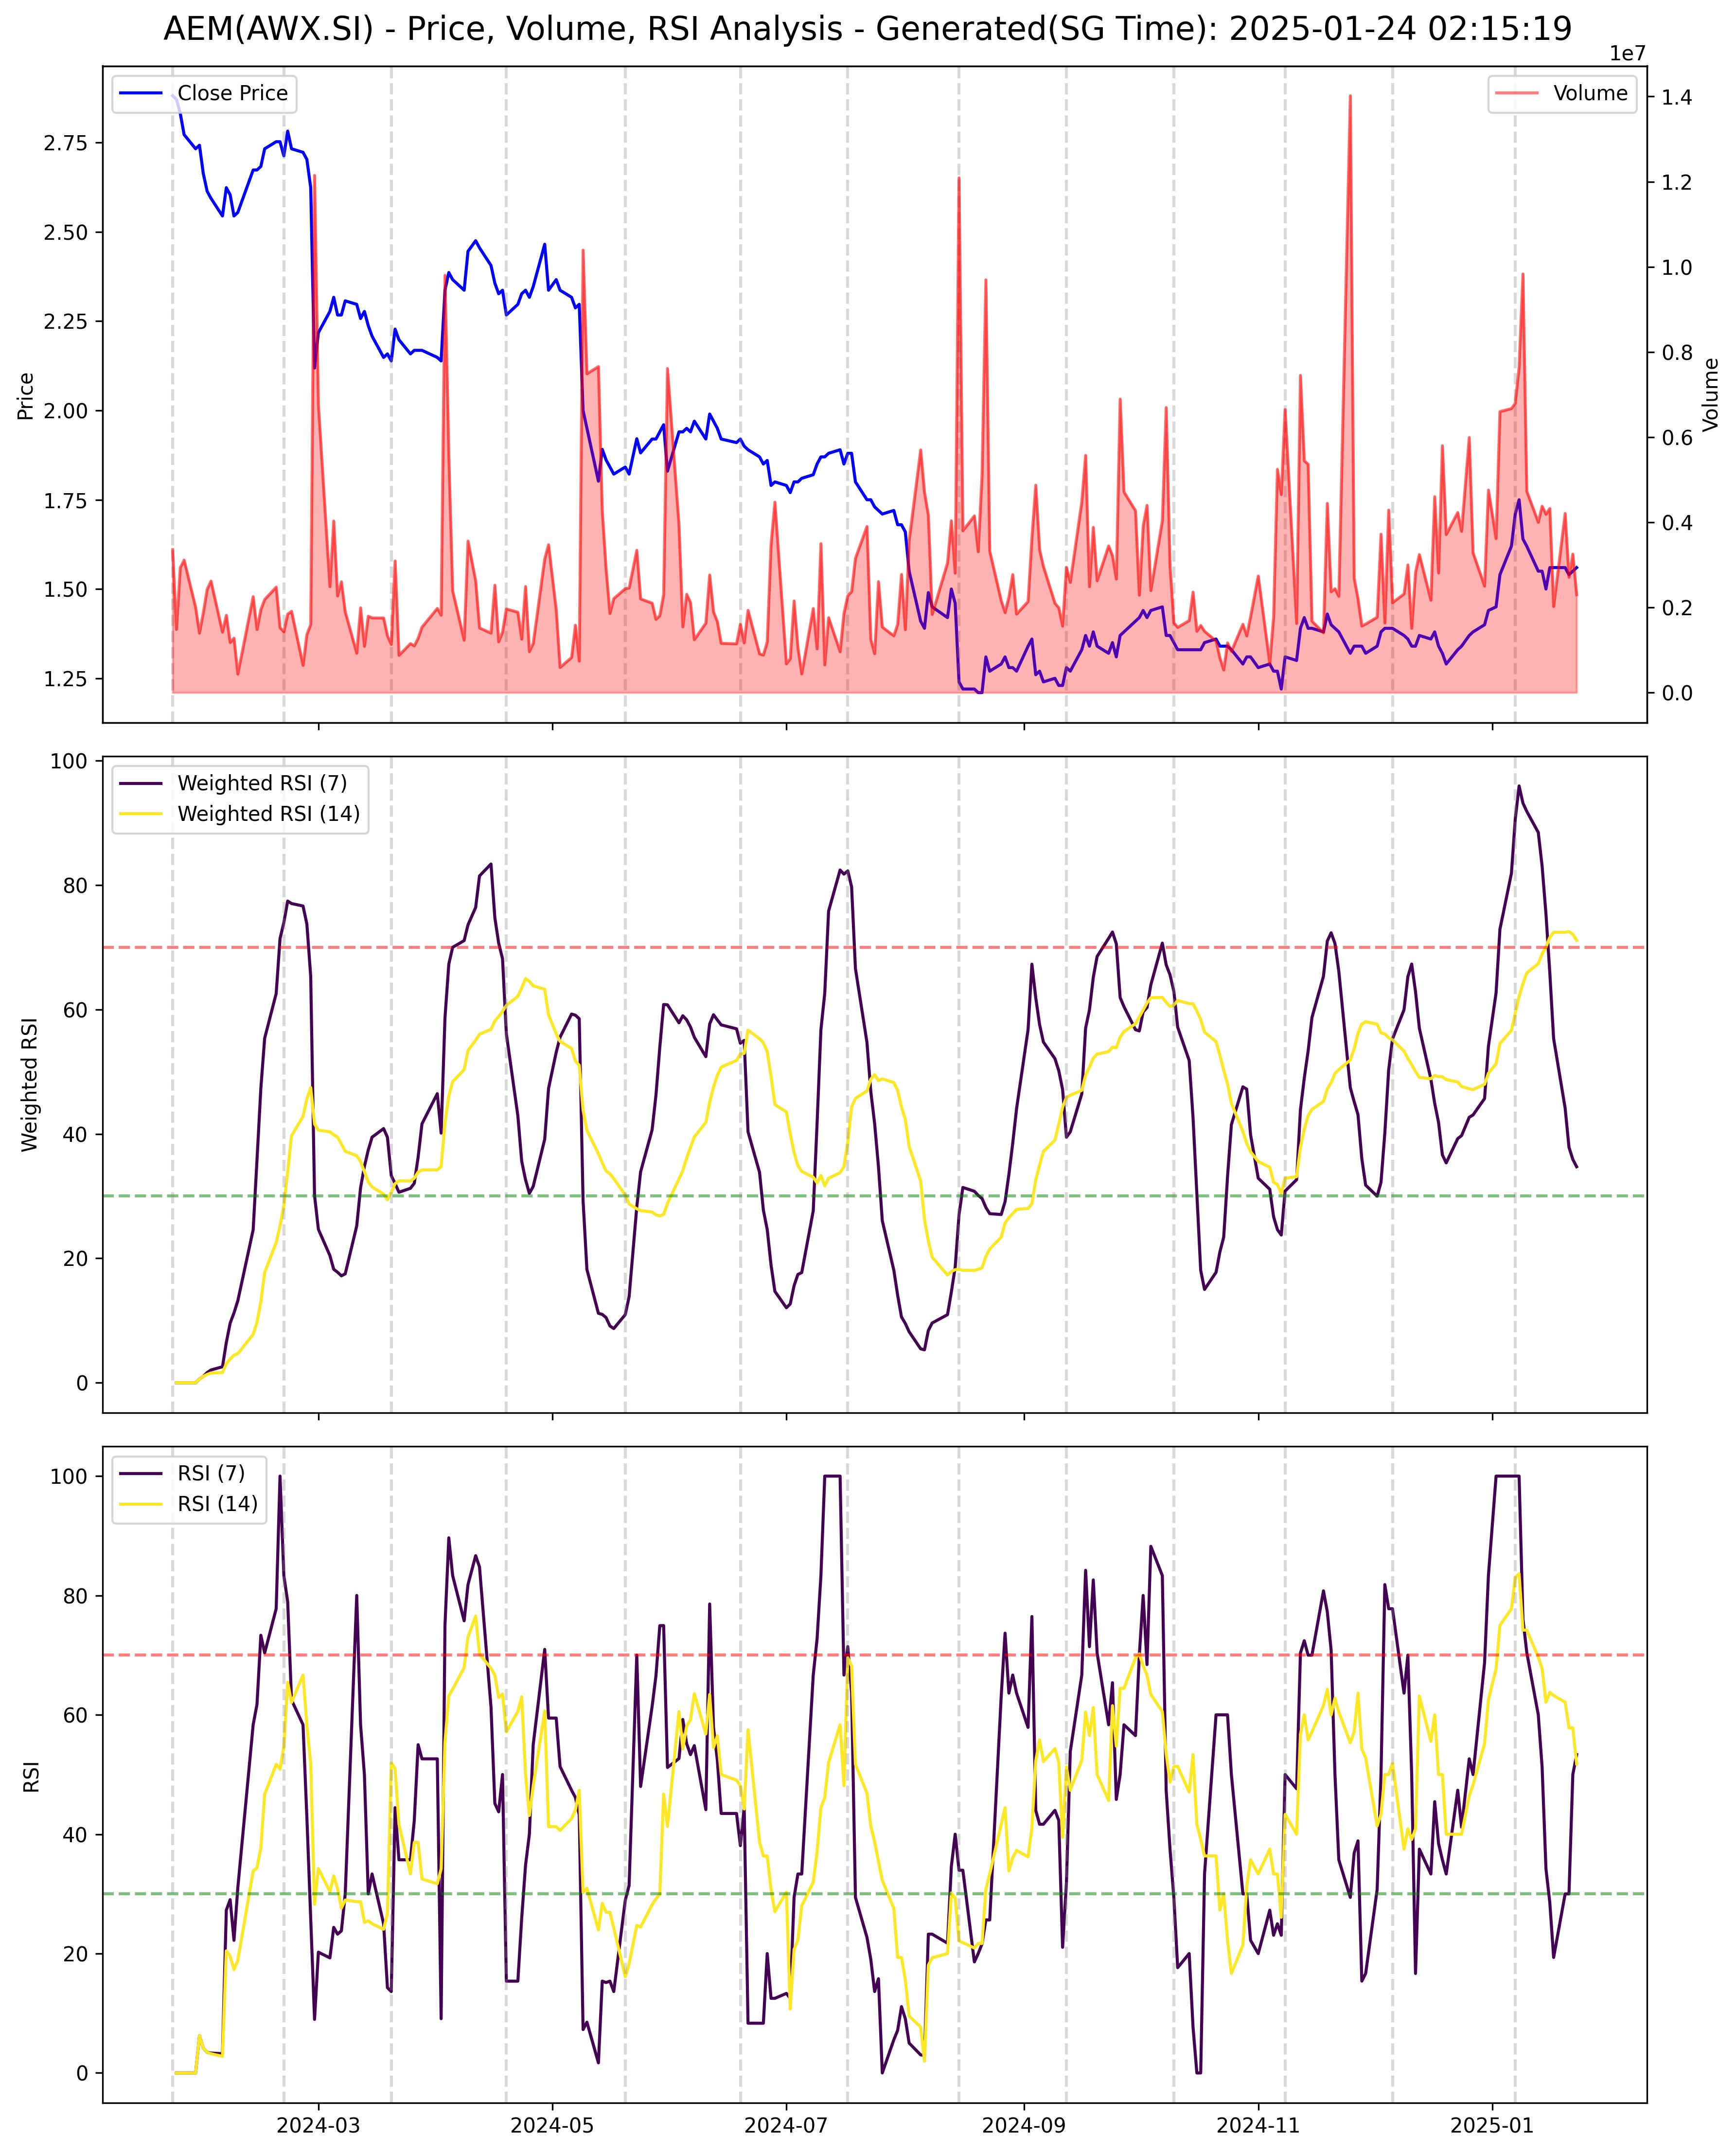 AEM(AWX.SI) - Price, Volume, RSI Analysis - Generated(SG Time): 2025-01-24 02:15:19
1e7
Close Price
Volume
2.75
2.50
2.25
2.00
1.75
1.50
1.25
Price
1.4
1.2
1.0
0.8
0.6
0.4
0.2
0.0
Volume
Weighted RSI (7)
Weighted RSI (14)
100
80
60
40
20
0
Weighted RSI
RSI (7)
RSI (14)
100
80
60
40
20
0
RSI
2024-03
2024-05
2024-07
2024-09
2024-11
2025-01